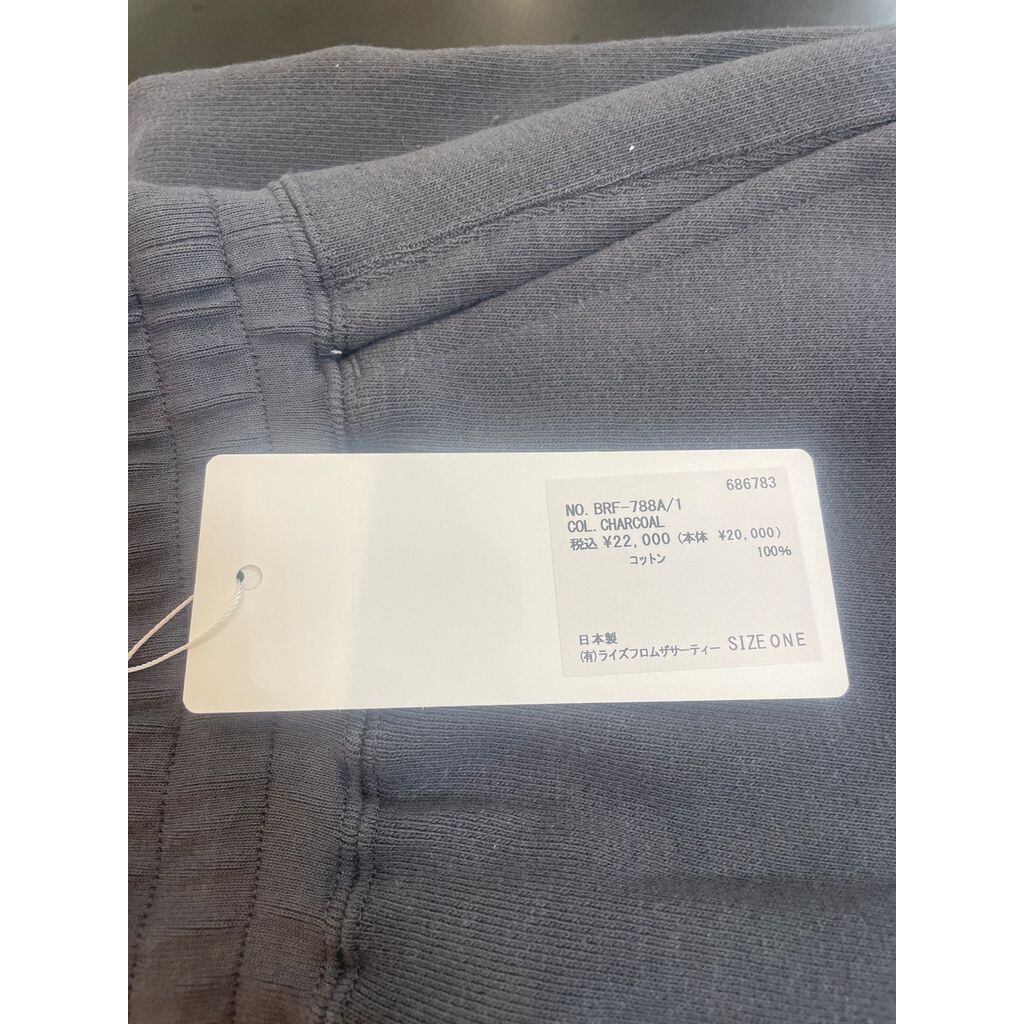 686783
NO. BRF-788A/1
COL. CHARCOAL
税込 ¥22,000 (本体 ¥20,000)
コットン 100%
日本製
(有)ライズフロムザサーティー SIZE ONE